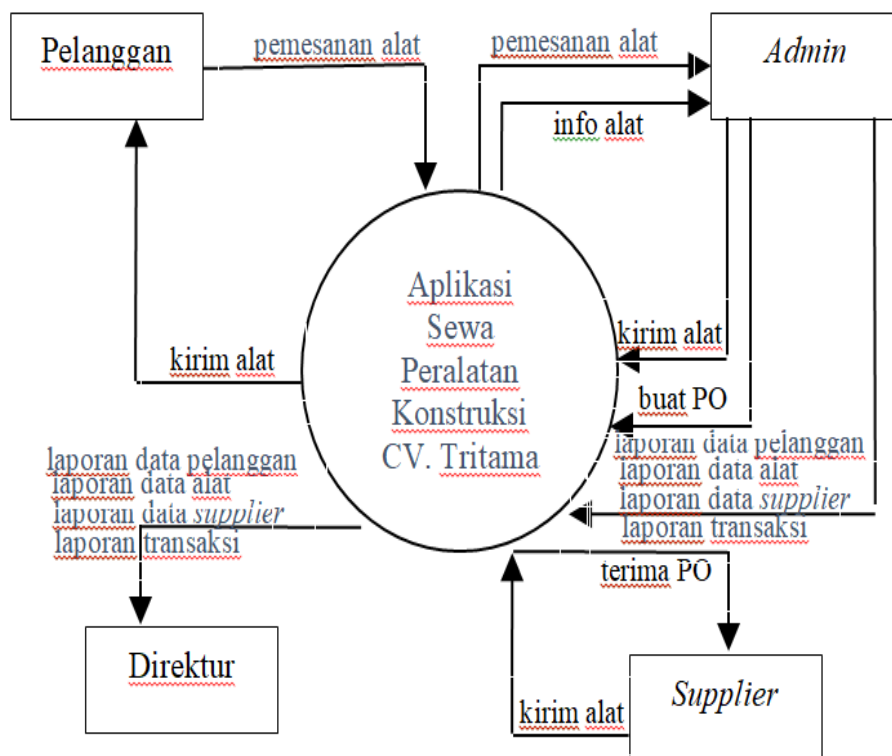 Pelanggan
pemesanan alat
pemesanan alat
Admin
info alat
Aplikasi
Sewa
Peralatan
Konstruksi
CV. Tritama
kirim alat
kirim alat
buat PO
laporan data pelanggan
laporan data alat
laporan data supplier
laporan transaksi
laporan data pelanggan
laporan data alat
laporan data supplier
laporan transaksi
terima PO
Direktur
Supplier
kirim alat